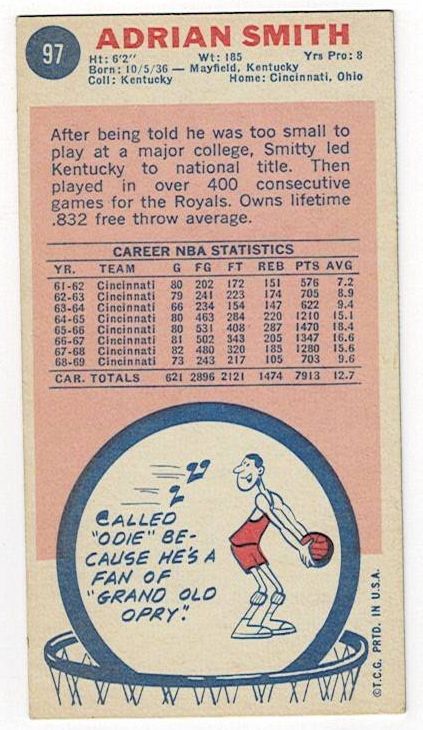 97
ADRIAN SMITH
Ht: 6'2" Wt: 185 Yrs Pro: 8
Born: 10/5/36 — Mayfield, Kentucky
Coll: Kentucky Home: Cincinnati, Ohio
After being told he was too small to
play at a major college, Smitty led
Kentucky to national title. Then
played in over 400 consecutive
games for the Royals. Owns lifetime
.832 free throw average.
CAREER NBA STATISTICS
YR. TEAM G FG FT REB PTS AVG
61-62 Cincinnati 80 202 172 151 576 7.2
62-63 Cincinnati 79 241 223 174 705 8.9
63-64 Cincinnati 66 234 154 147 622 9.4
64-65 Cincinnati 80 463 284 220 1210 15.1
65-66 Cincinnati 80 531 408 287 1470 18.4
66-67 Cincinnati 81 502 343 205 1347 16.6
67-68 Cincinnati 82 480 320 185 1280 15.6
68-69 Cincinnati 73 243 217 105 703 9.6
CAR. TOTALS 621 2896 2121 1474 7913 12.7
CALLED
"ODIE" BE-
CAUSE HE'S A
FAN OF
"GRAND OLD
OPRY".
©T.C.G. PRTD. IN U.S.A.